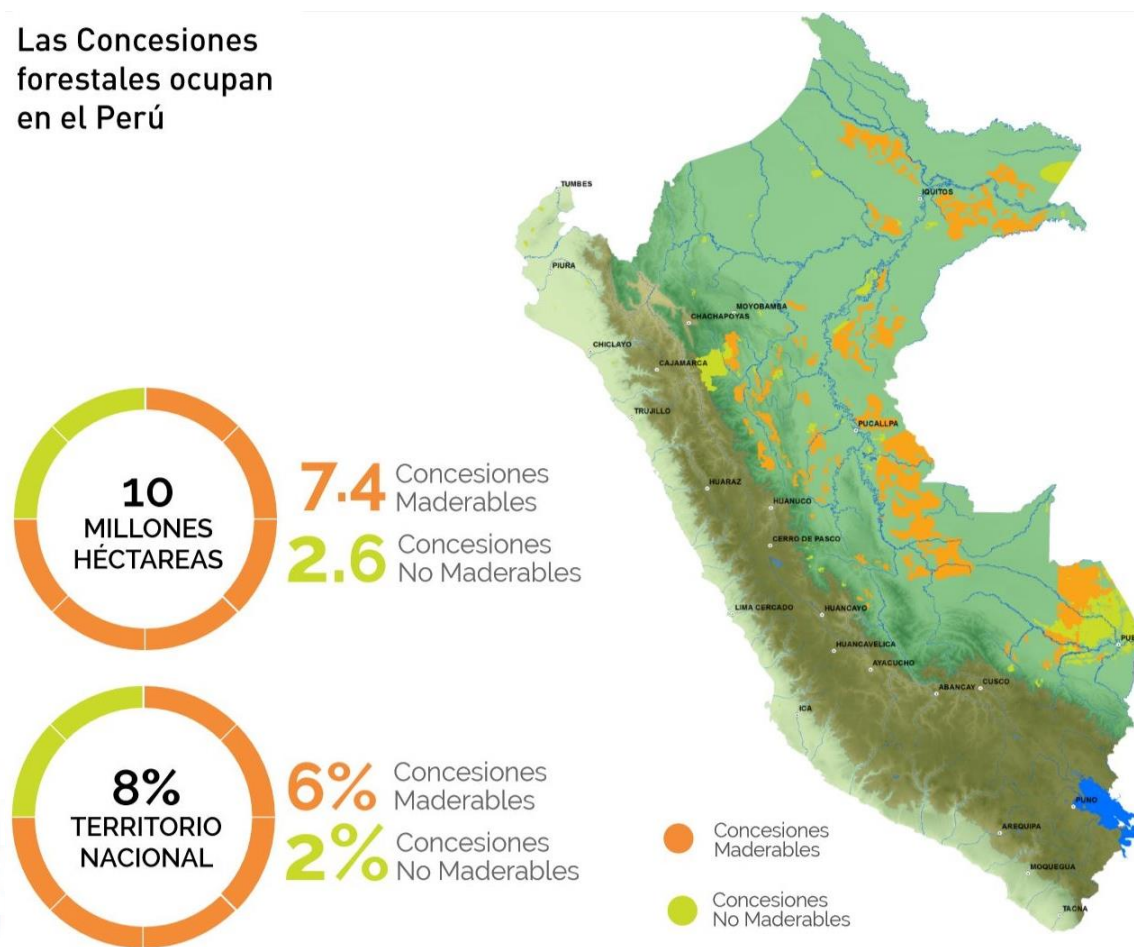 Las Concesiones
forestales ocupan
en el Perú
10
MILLONES
HÉCTAREAS
7.4 Concesiones
Maderables
2.6 Concesiones
No Maderables
8%
TERRITORIO
NACIONAL
6% Concesiones
Maderables
2% Concesiones
No Maderables
TUMBES
PIURA
IQUITOS
MOYOBAMBA
CHACHAPOYAS
CHICLAYO
CAJAMARCA
TRUJILLO
PUCALLPA
HUARAZ
HUANUCO
CERRO DE PASCO
LIMA CERCADO
HUANCAYO
HUANCAVELICA
AYACUCHO
ABANCAY
CUSCO
ICA
PUE
PUNO
AREQUIPA
MOQUEGUA
TACNA
Concesiones
Maderables
Concesiones
No Maderables